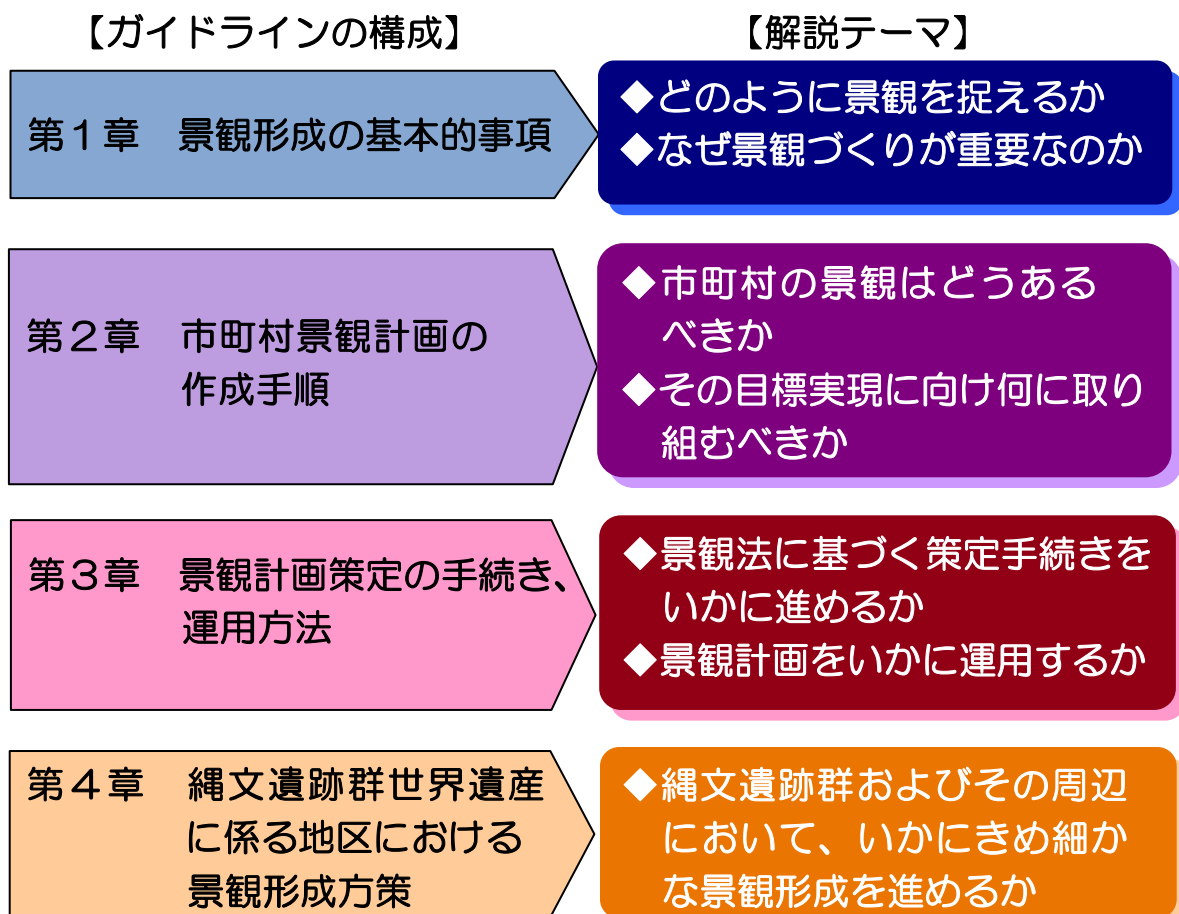 【ガイドラインの構成】
【解説テーマ】
第１章　景観形成の基本的事項
◆どのように景観を捉えるか
◆なぜ景観づくりが重要なのか
第２章　市町村景観計画の
作成手順
◆市町村の景観はどうある
べきか
◆その目標実現に向け何に取り
組むべきか
第３章　景観計画策定の手続き、
運用方法
◆景観法に基づく策定手続きを
いかに進めるか
◆景観計画をいかに運用するか
第４章　縄文遺跡群世界遺産
に係る地区における
景観形成方策
◆縄文遺跡群およびその周辺
において、いかにきめ細か
な景観形成を進めるか